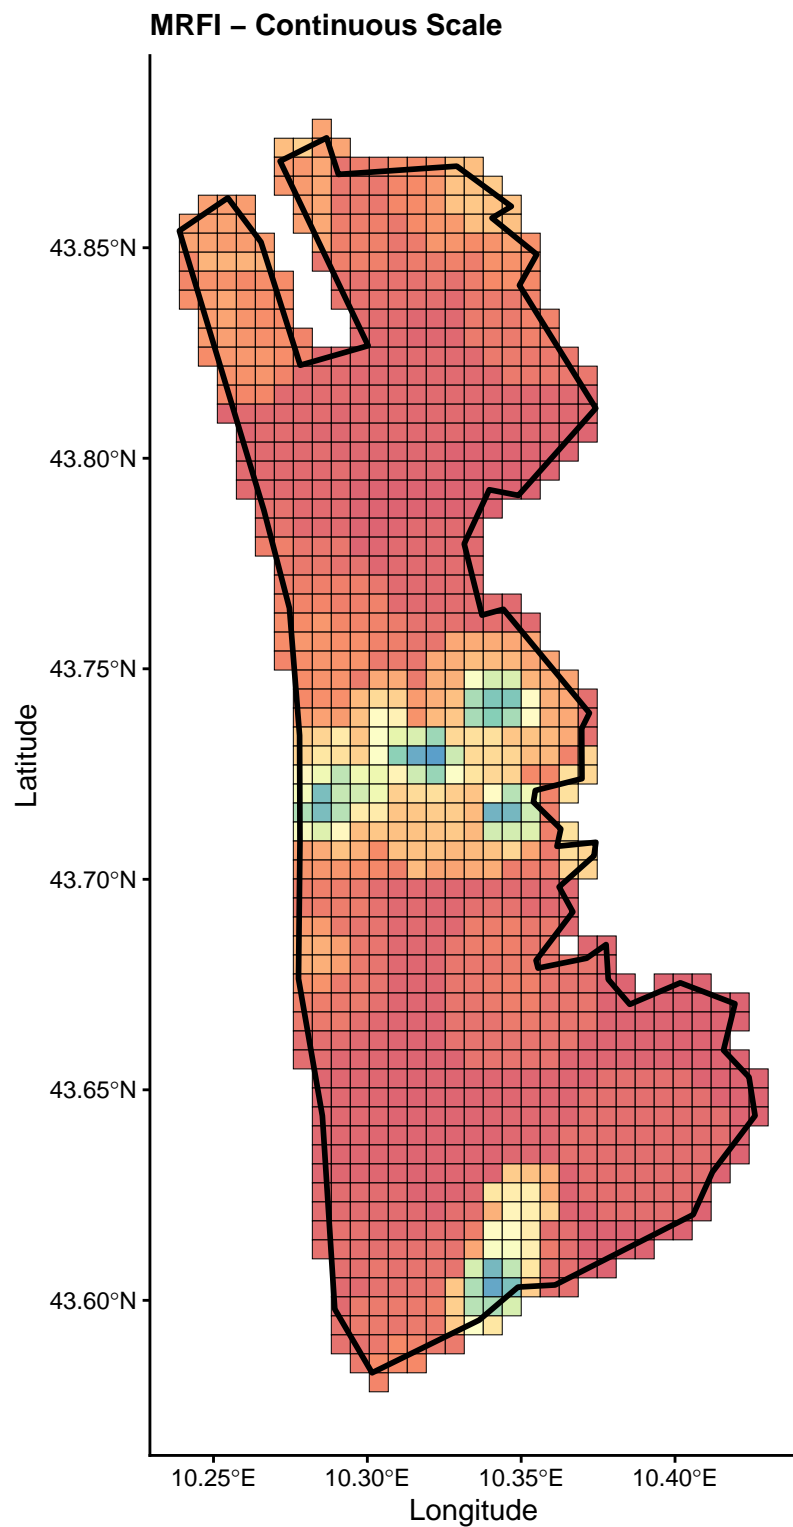 MRFI – Continuous Scale
43.85°N
43.80°N
43.75°N
43.70°N
43.65°N
43.60°N
Latitude
10.25°E 10.30°E 10.35°E 10.40°E
Longitude